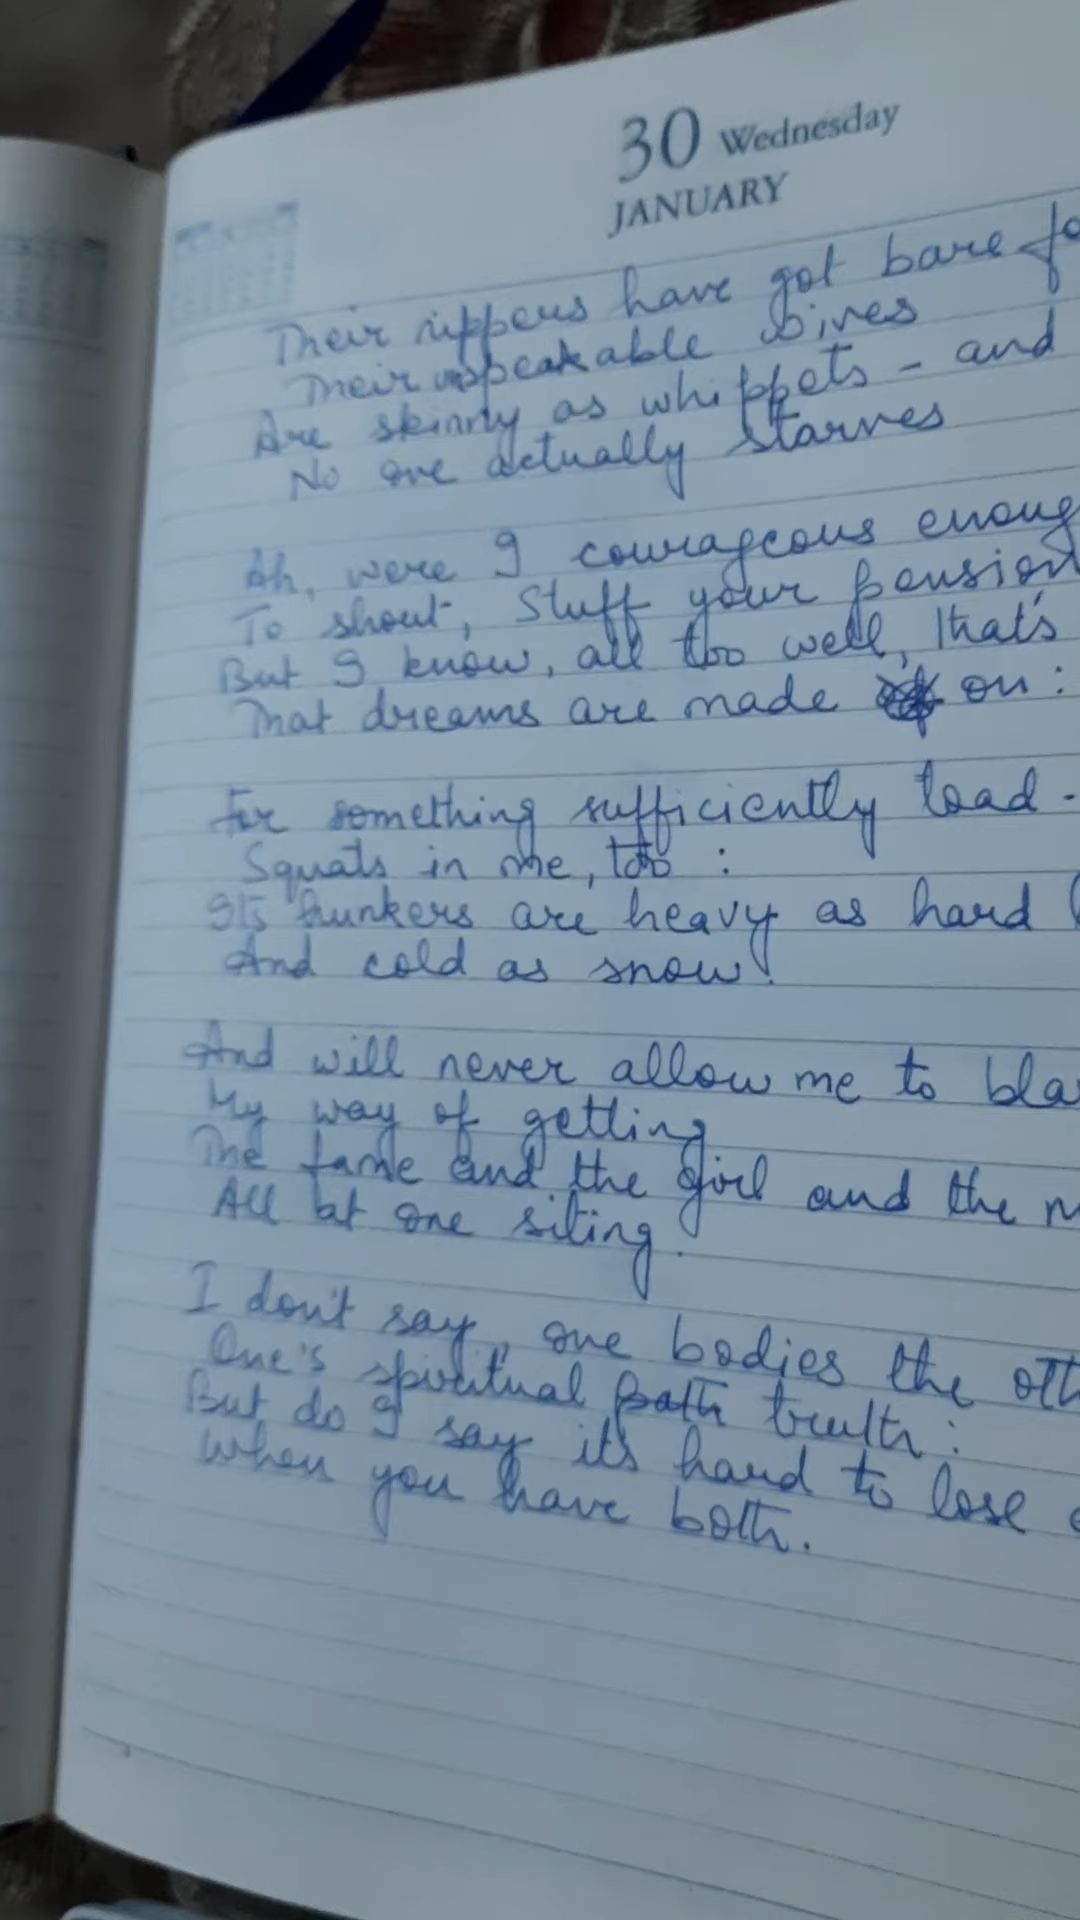 30 Wednesday
JANUARY
Their nippers have got bare fo
Their unspeakable wives
Are skinny as whippets - and
No one actually starves
Ah, were I courageous enoug
To shout, Stuff your pension
But I know, all too well, that's
That dreams are made on:
For something sufficiently toad -
Squats in me, too:
Its hunkers are heavy as hard
And cold as snow.
And will never allow me to bla
My way of getting
The fame and the girl and the m
All at one siting.
I don't say, one bodies the oth
One's spiritual path truth:
But do I say its hard to lose
When you have both.